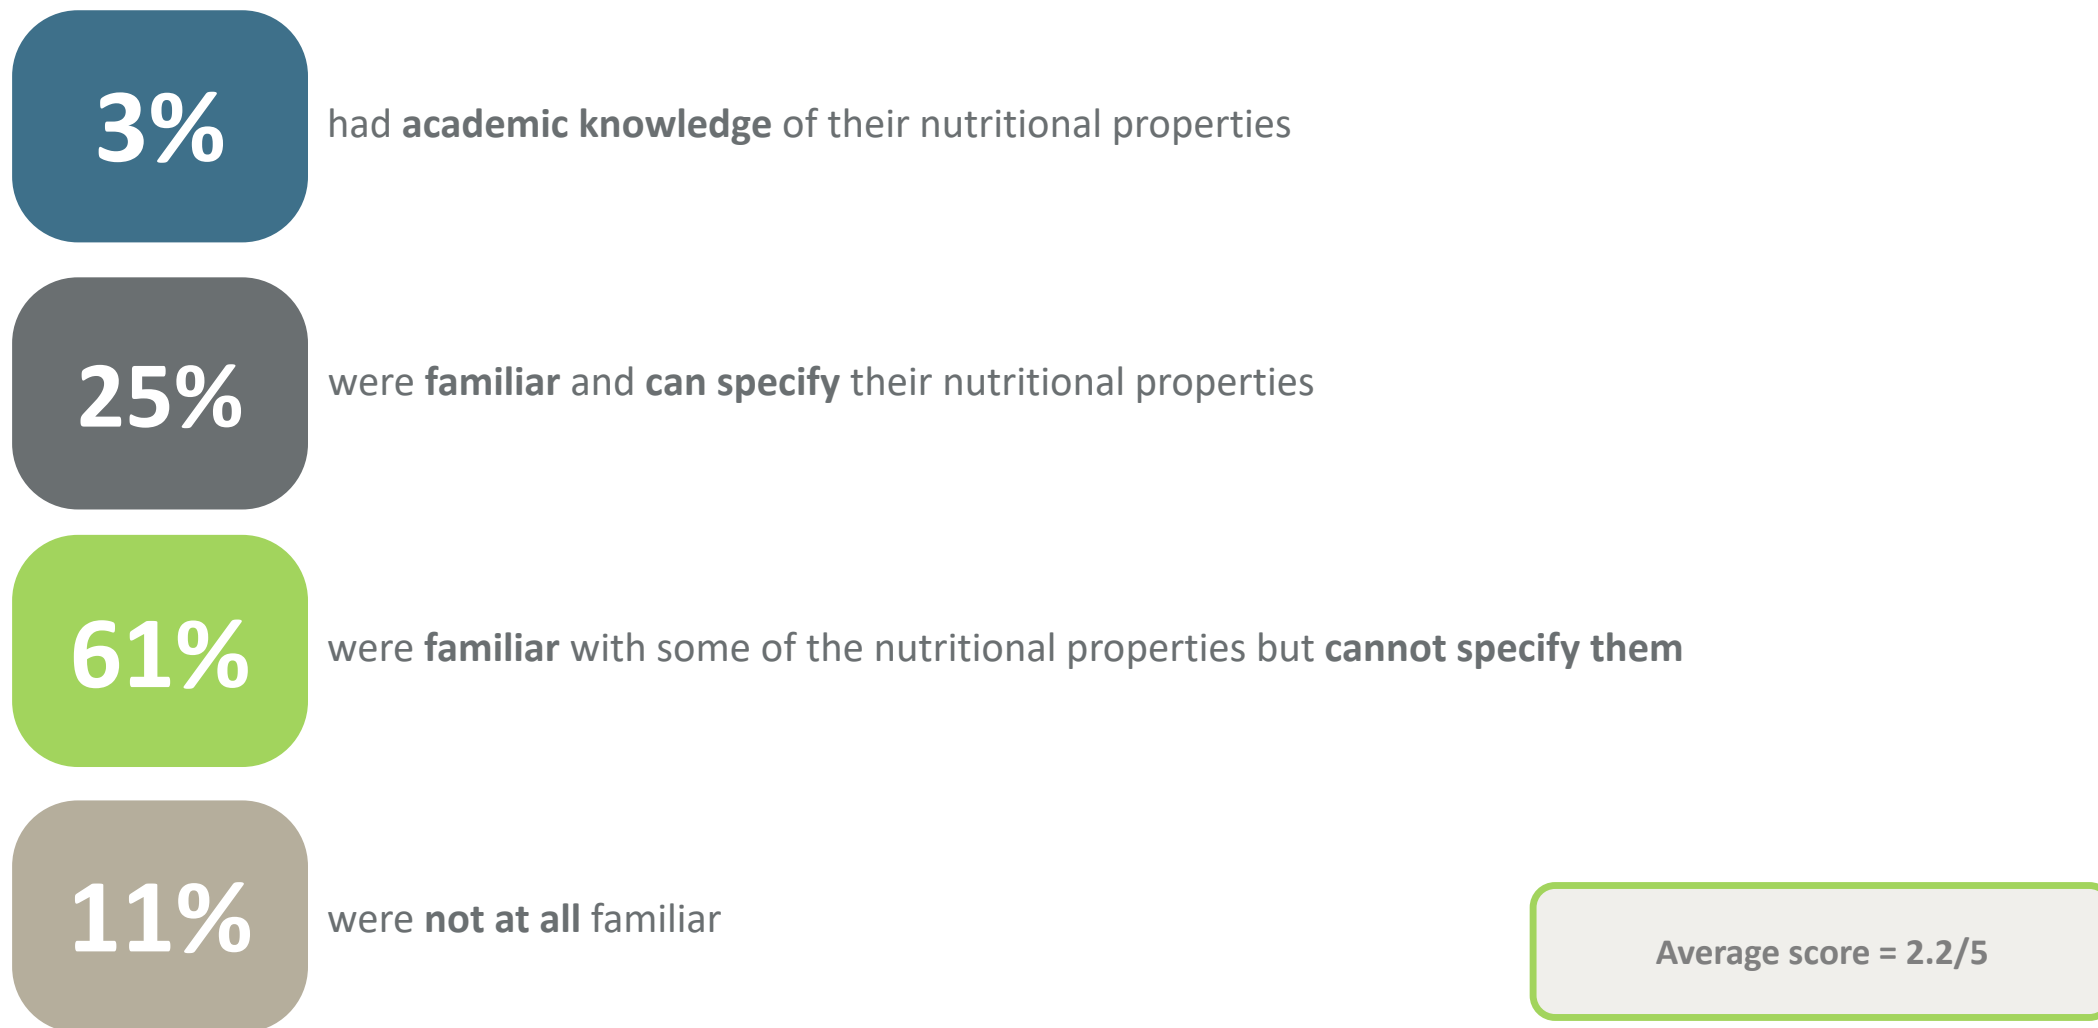 3%
had academic knowledge of their nutritional properties
25%
were familiar and can specify their nutritional properties
61%
were familiar with some of the nutritional properties but cannot specify them
11%
were not at all familiar
Average score = 2.2/5